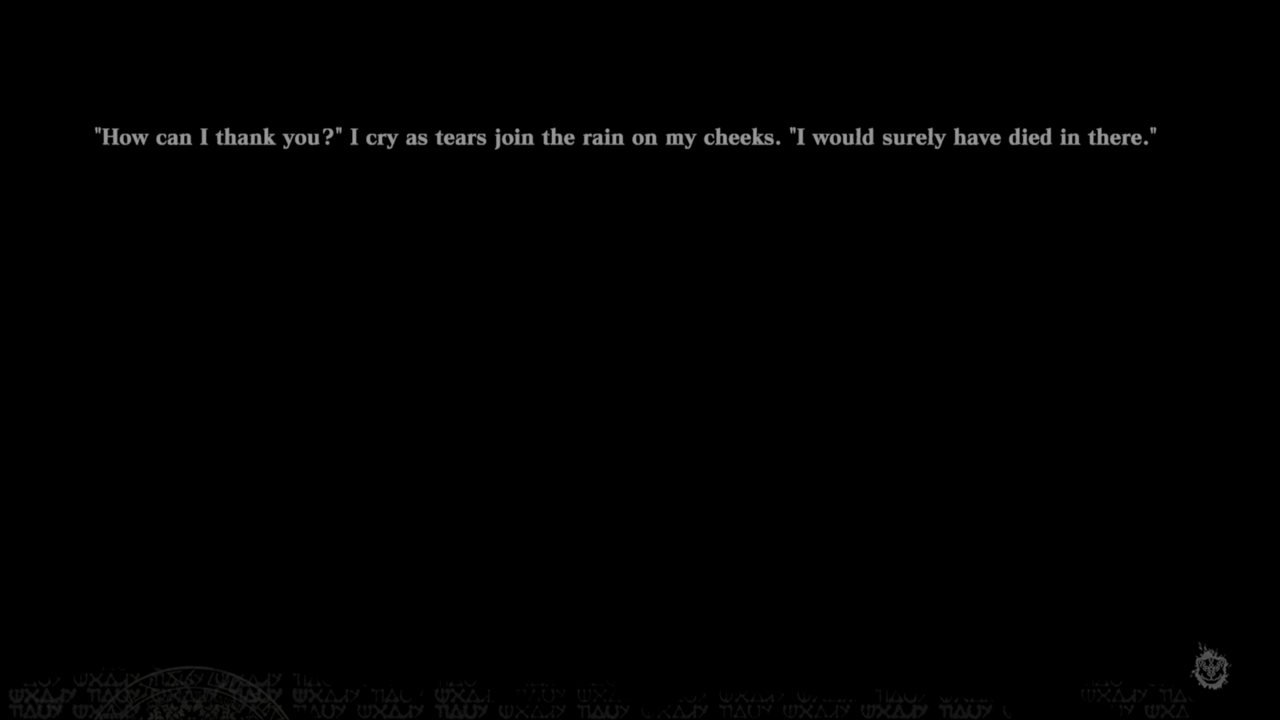 "How can I thank you?" I cry as tears join the rain on my cheeks. "I would surely have died in there."